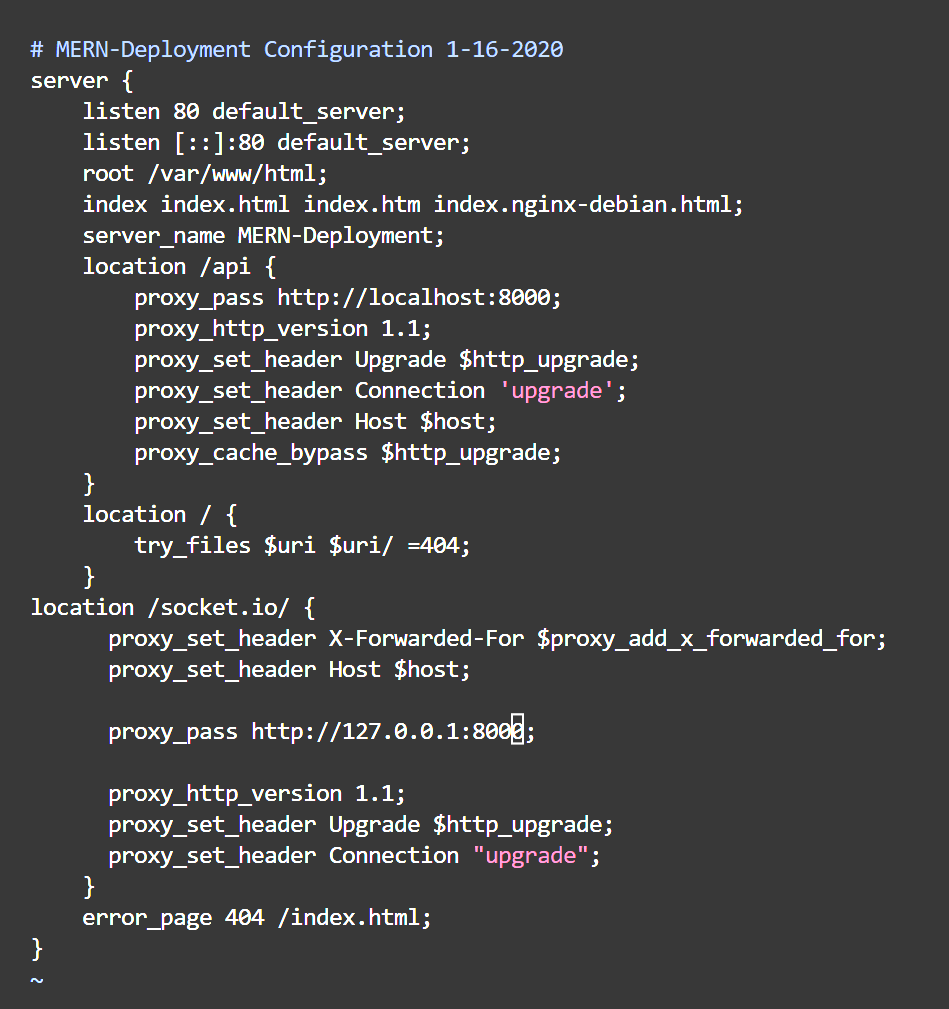 # MERN-Deployment Configuration 1-16-2020
server {
    listen 80 default_server;
    listen [::]:80 default_server;
    root /var/www/html;
    index index.html index.htm index.nginx-debian.html;
    server_name MERN-Deployment;
    location /api {
        proxy_pass http://localhost:8000;
        proxy_http_version 1.1;
        proxy_set_header Upgrade $http_upgrade;
        proxy_set_header Connection 'upgrade';
        proxy_set_header Host $host;
        proxy_cache_bypass $http_upgrade;
    }
    location / {
        try_files $uri $uri/ =404;
    }
location /socket.io/ {
      proxy_set_header X-Forwarded-For $proxy_add_x_forwarded_for;
      proxy_set_header Host $host;

      proxy_pass http://127.0.0.1:8000;

      proxy_http_version 1.1;
      proxy_set_header Upgrade $http_upgrade;
      proxy_set_header Connection "upgrade";
    }
    error_page 404 /index.html;
}
~